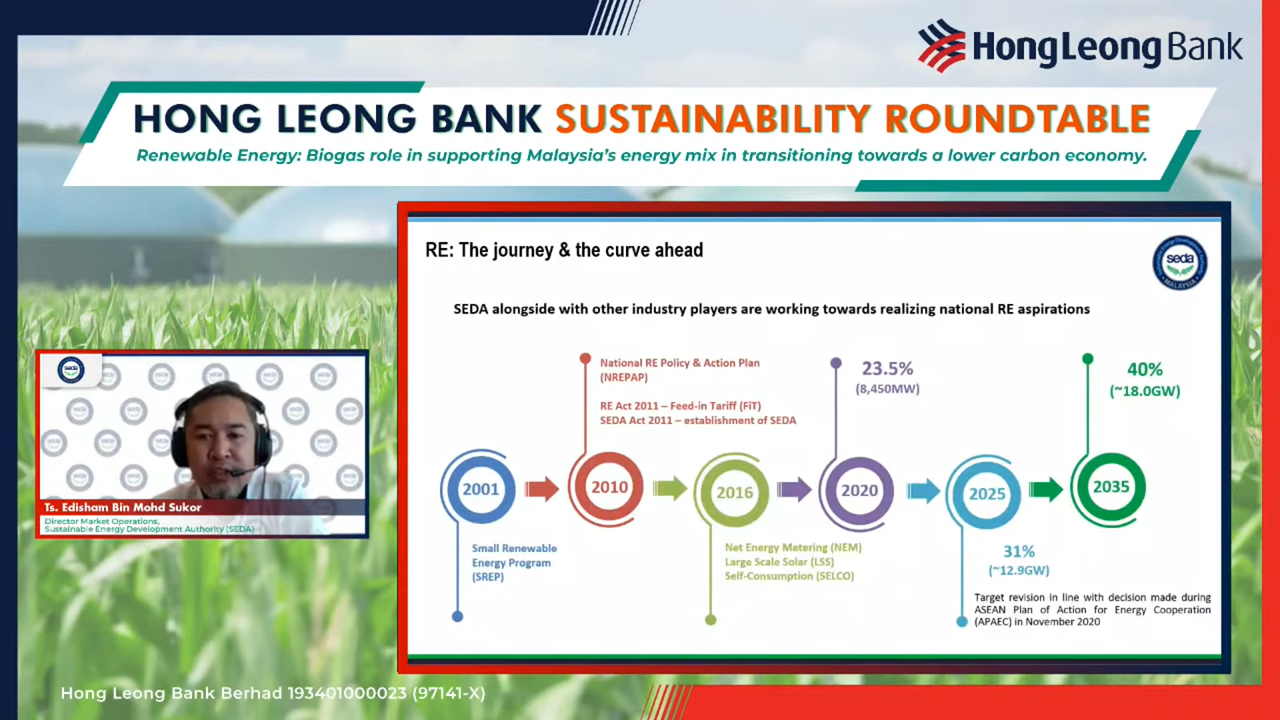 HongLeong Bank
HONG LEONG BANK SUSTAINABILITY ROUNDTABLE
Renewable Energy: Biogas role in supporting Malaysia's energy mix in transitioning towards a lower carbon economy.
RE: The journey & the curve ahead
seda
MALAYSIA
SEDA alongside with other industry players are working towards realizing national RE aspirations
National RE Policy & Action Plan
(NREPAP)
RE Act 2011 – Feed-in Tariff (FiT)
SEDA Act 2011 – establishment of SEDA
23.5%
(8,450MW)
40%
(~18.0GW)
2001
2010
2016
2020
2025
2035
Small Renewable
Energy Program
(SREP)
Net Energy Metering (NEM)
Large Scale Solar (LSS)
Self-Consumption (SELCO)
31%
(~12.9GW)
Target revision in line with decision made during
ASEAN Plan of Action for Energy Cooperation
(APAEC) in November 2020
seda
Ts. Edisham Bin Mohd Sukor
Director Market Operations,
Sustainable Energy Development Authority (SEDA)
Hong Leong Bank Berhad 193401000023 (97141-X)